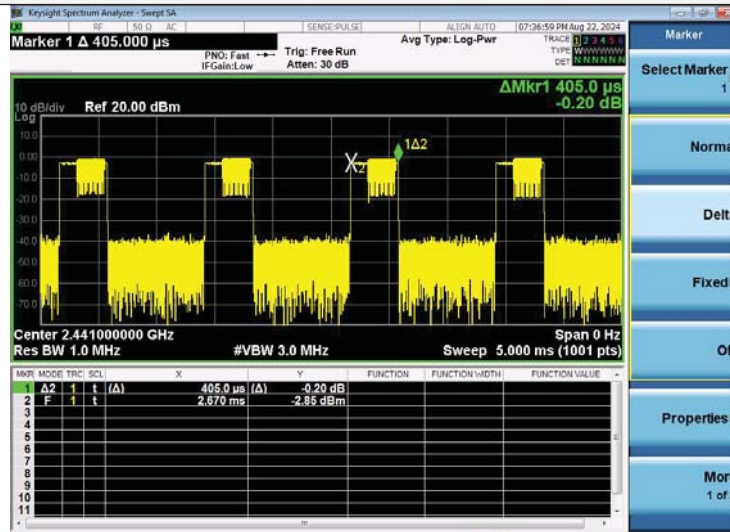 Keysight Spectrum Analyzer - Swept SA
RF 50 Ω AC SENSE:PULSE ALIGN AUTO 07:36:59 PM Aug 22, 2024
Marker 1 Δ 405.000 µs
PNO: Fast
IFGain:Low
Trig: Free Run
Atten: 30 dB
Avg Type: Log-Pwr
TRACE 1 2 3 4 5 6
TYPE WWWWWW
DET N N N N N N
ΔMkr1 405.0 µs
-0.20 dB
10 dB/div Ref 20.00 dBm
Log
10.0
0.00
-10.0
-20.0
-30.0
-40.0
-50.0
-60.0
-70.0
X2
1Δ2
Center 2.441000000 GHz Span 0 Hz
Res BW 1.0 MHz #VBW 3.0 MHz Sweep 5.000 ms (1001 pts)
MKR MODE TRC SCL X Y FUNCTION FUNCTION WIDTH FUNCTION VALUE
1 Δ2 1 t (Δ) 405.0 µs (Δ) -0.20 dB
2 F 1 t 2.670 ms -2.85 dBm
3
4
5
6
7
8
9
10
11
Marker
Select Marker
1
Norma
Delt
Fixed
Of
Properties
Mor
1 of